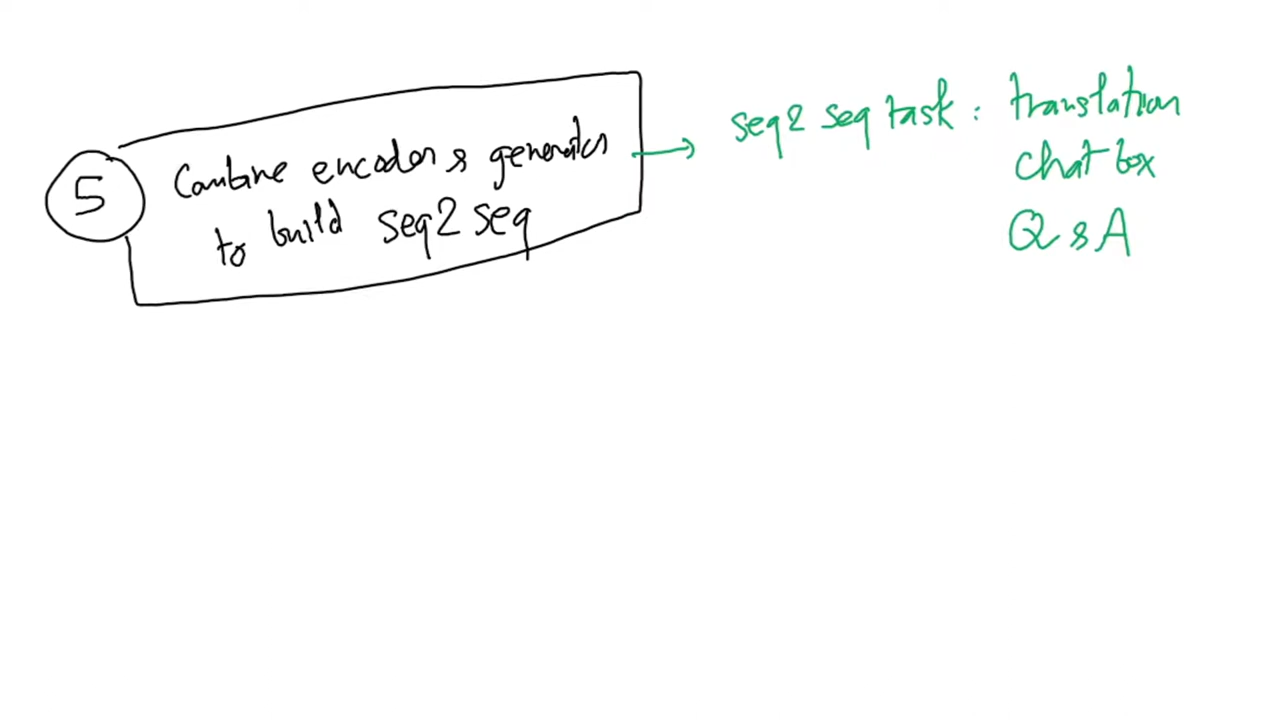 5
Combine encoder & generator
to build seq2seq
seq2seq task : translation
chat box
Q & A